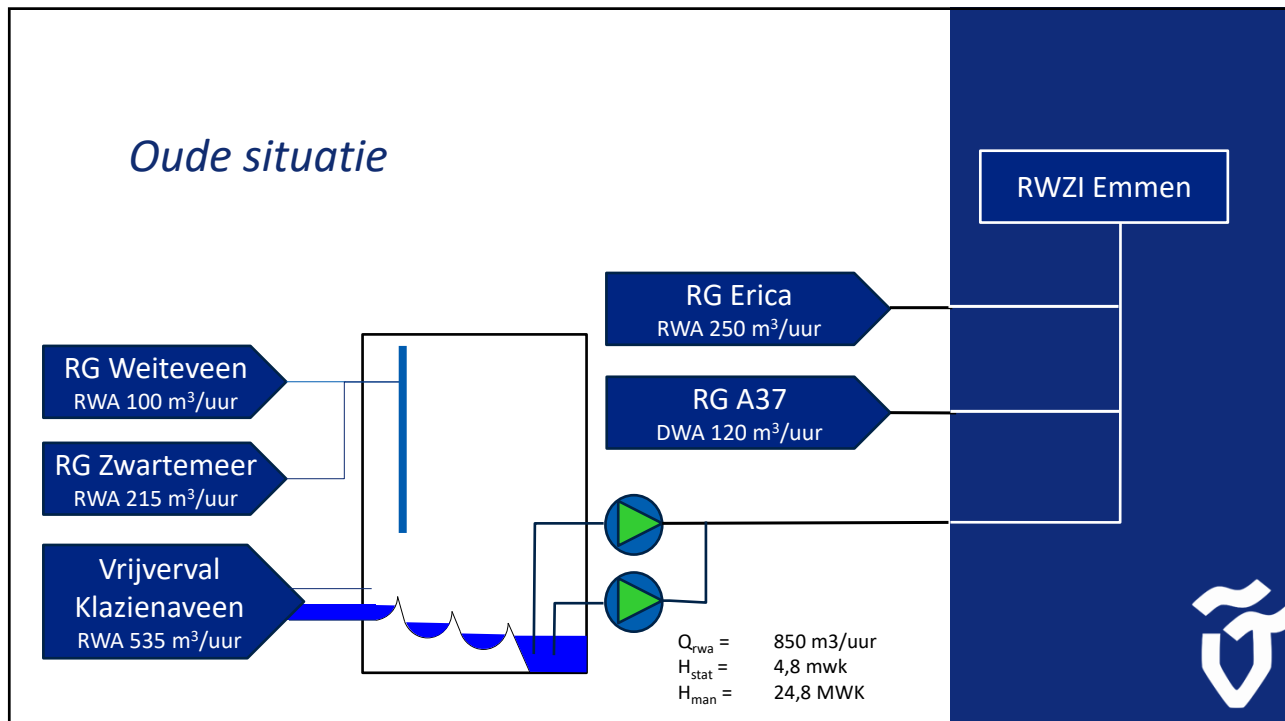 Oude situatie
RWZI Emmen
RG Erica
RWA 250 m³/uur
RG Weiteveen
RWA 100 m³/uur
RG A37
DWA 120 m³/uur
RG Zwartemeer
RWA 215 m³/uur
Vrijverval
Klazienaveen
RWA 535 m³/uur
Qrwa = 850 m3/uur
Hstat = 4,8 mwk
Hman = 24,8 MWK